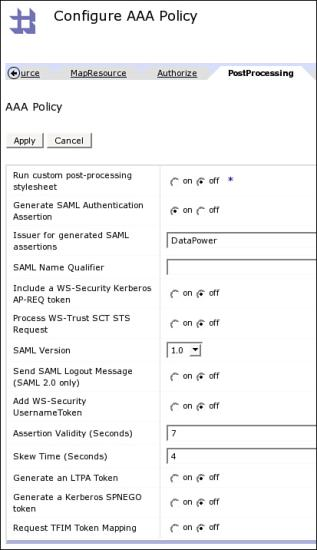 Configure AAA Policy
urce MapResource Authorize PostProcessing
AAA Policy
Apply Cancel
Run custom post-processing
stylesheet
on off *
Generate SAML Authentication
Assertion
on off
Issuer for generated SAML
assertions
DataPower
SAML Name Qualifier
Include a WS-Security Kerberos
AP-REQ token
on off
Process WS-Trust SCT STS
Request
on off
SAML Version
1.0
Send SAML Logout Message
(SAML 2.0 only)
on off
Add WS-Security
UsernameToken
on off
Assertion Validity (Seconds)
7
Skew Time (Seconds)
4
Generate an LTPA Token
on off
Generate a Kerberos SPNEGO
token
on off
Request TFIM Token Mapping
on off